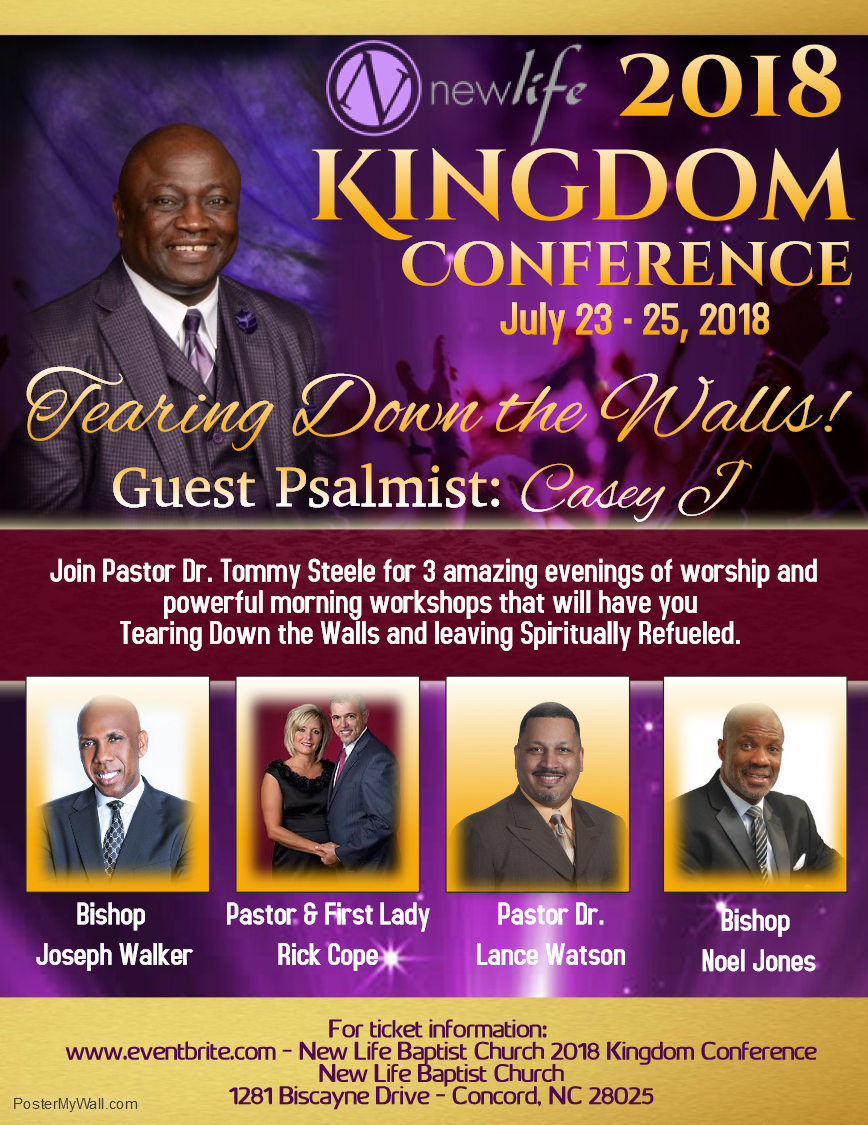 N newlife 2018
KINGDOM
CONFERENCE
July 23 - 25, 2018
Tearing Down the Walls!
Guest Psalmist: Casey J
Join Pastor Dr. Tommy Steele for 3 amazing evenings of worship and
powerful morning workshops that will have you
Tearing Down the Walls and leaving Spiritually Refueled.
Bishop
Joseph Walker
Pastor & First Lady
Rick Cope
Pastor Dr.
Lance Watson
Bishop
Noel Jones
For ticket information:
www.eventbrite.com - New Life Baptist Church 2018 Kingdom Conference
New Life Baptist Church
1281 Biscayne Drive - Concord, NC 28025
PosterMyWall.com